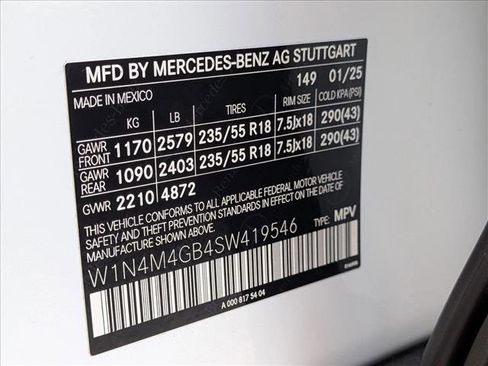 MFD BY MERCEDES-BENZ AG STUTTGART
MADE IN MEXICO 149 01/25
KG LB TIRES RIM SIZE COLD KPA(PSI)
GAWR FRONT 1170 2579 235/55 R18 7.5Jx18 290(43)
GAWR REAR 1090 2403 235/55 R18 7.5Jx18 290(43)
GVWR 2210 4872
THIS VEHICLE CONFORMS TO ALL APPLICABLE FEDERAL MOTOR VEHICLE
SAFETY AND THEFT PREVENTION STANDARDS IN EFFECT ON THE DATE
OF MANUFACTURE SHOWN ABOVE.
W1N4M4GB4SW419546 TYPE: MPV
A 000 817 54 04